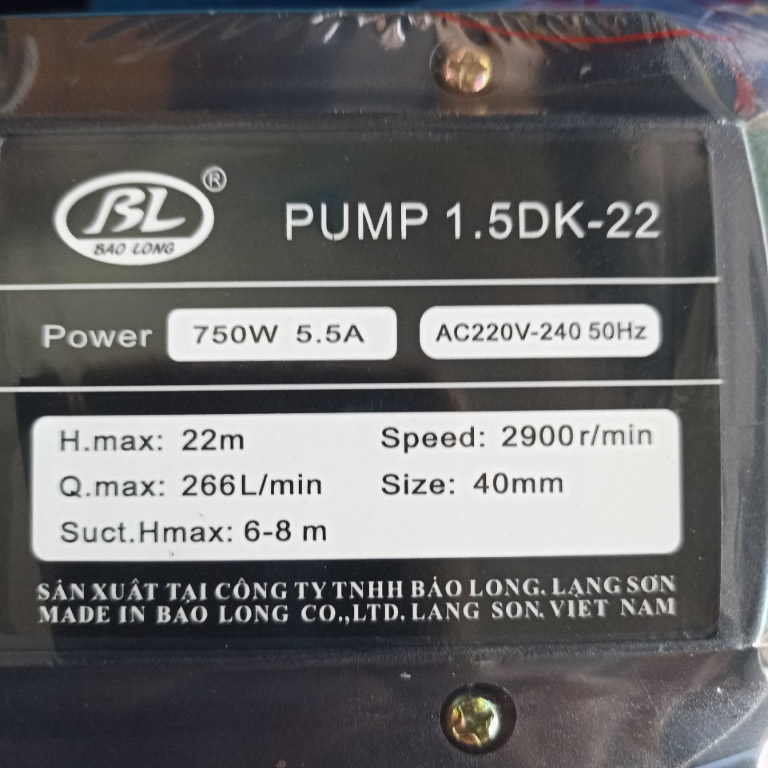 BL ®
BAO LONG
PUMP 1.5DK-22
Power 750W 5.5A AC220V-240 50Hz
H.max: 22m Speed: 2900r/min
Q.max: 266L/min Size: 40mm
Suct.Hmax: 6-8 m
SẢN XUẤT TẠI CÔNG TY TNHH BẢO LONG. LẠNG SƠN
MADE IN BAO LONG CO.,LTD. LANG SON. VIỆT NAM